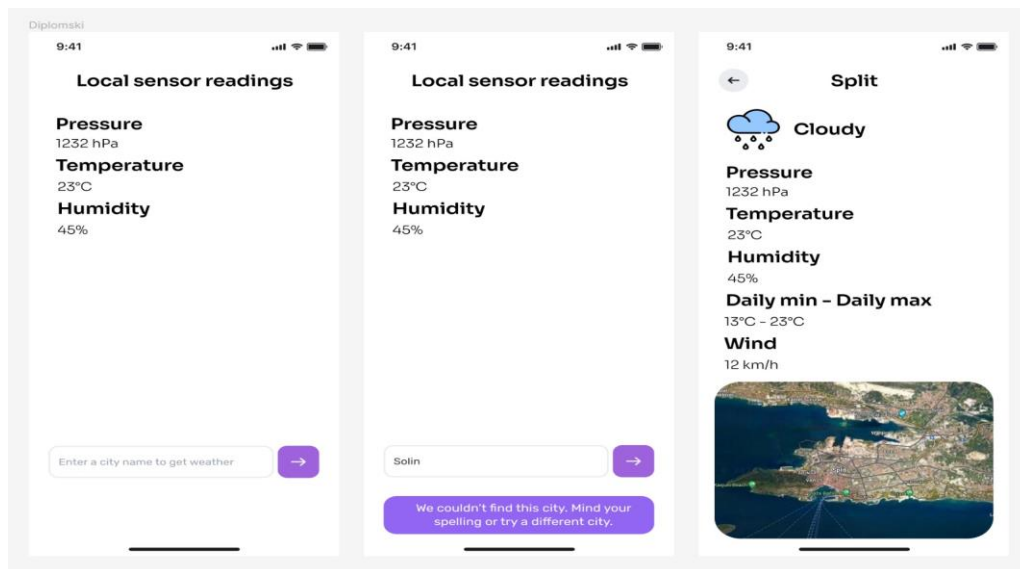 Diplomski
9:41
Local sensor readings
Pressure
1232 hPa
Temperature
23°C
Humidity
45%
Enter a city name to get weather
9:41
Local sensor readings
Pressure
1232 hPa
Temperature
23°C
Humidity
45%
Solin
We couldn't find this city. Mind your
spelling or try a different city.
9:41
Split
Cloudy
Pressure
1232 hPa
Temperature
23°C
Humidity
45%
Daily min – Daily max
13°C – 23°C
Wind
12 km/h
Split